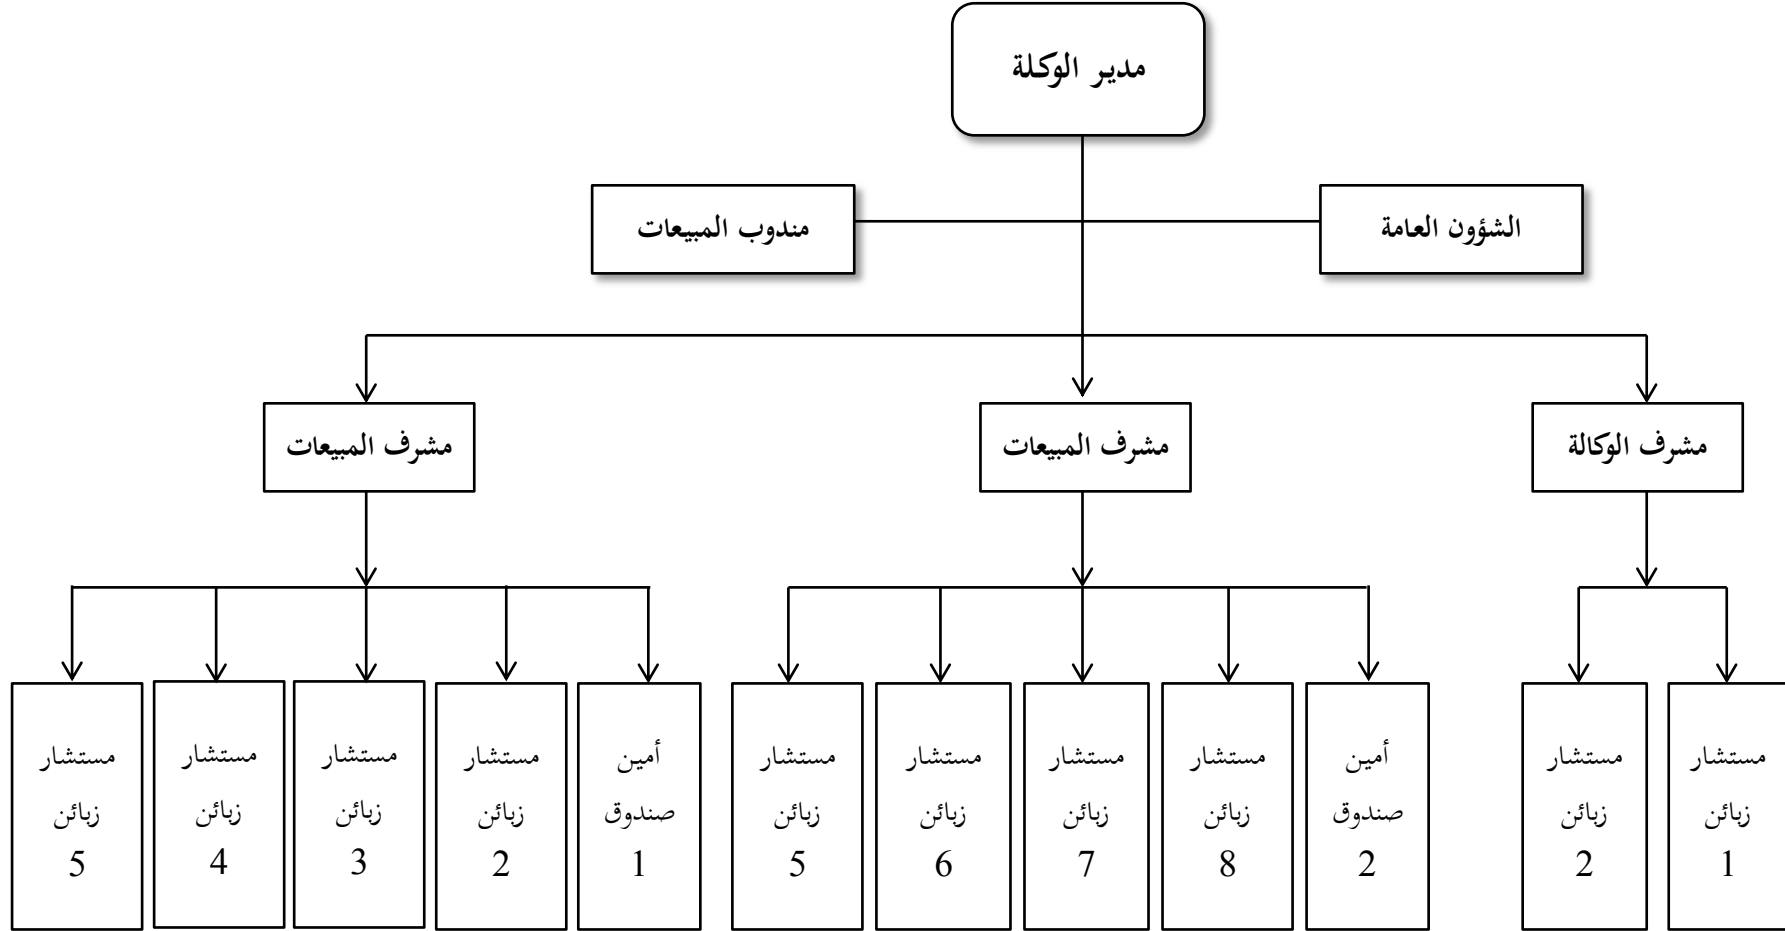 مدير الوكلة
الشؤون العامة
مندوب المبيعات
مشرف الوكالة
مشرف المبيعات
مشرف المبيعات
مستشار
زبائن
1
مستشار
زبائن
2
أمين
صندوق
2
مستشار
زبائن
8
مستشار
زبائن
7
مستشار
زبائن
6
مستشار
زبائن
5
أمين
صندوق
1
مستشار
زبائن
2
مستشار
زبائن
3
مستشار
زبائن
4
مستشار
زبائن
5